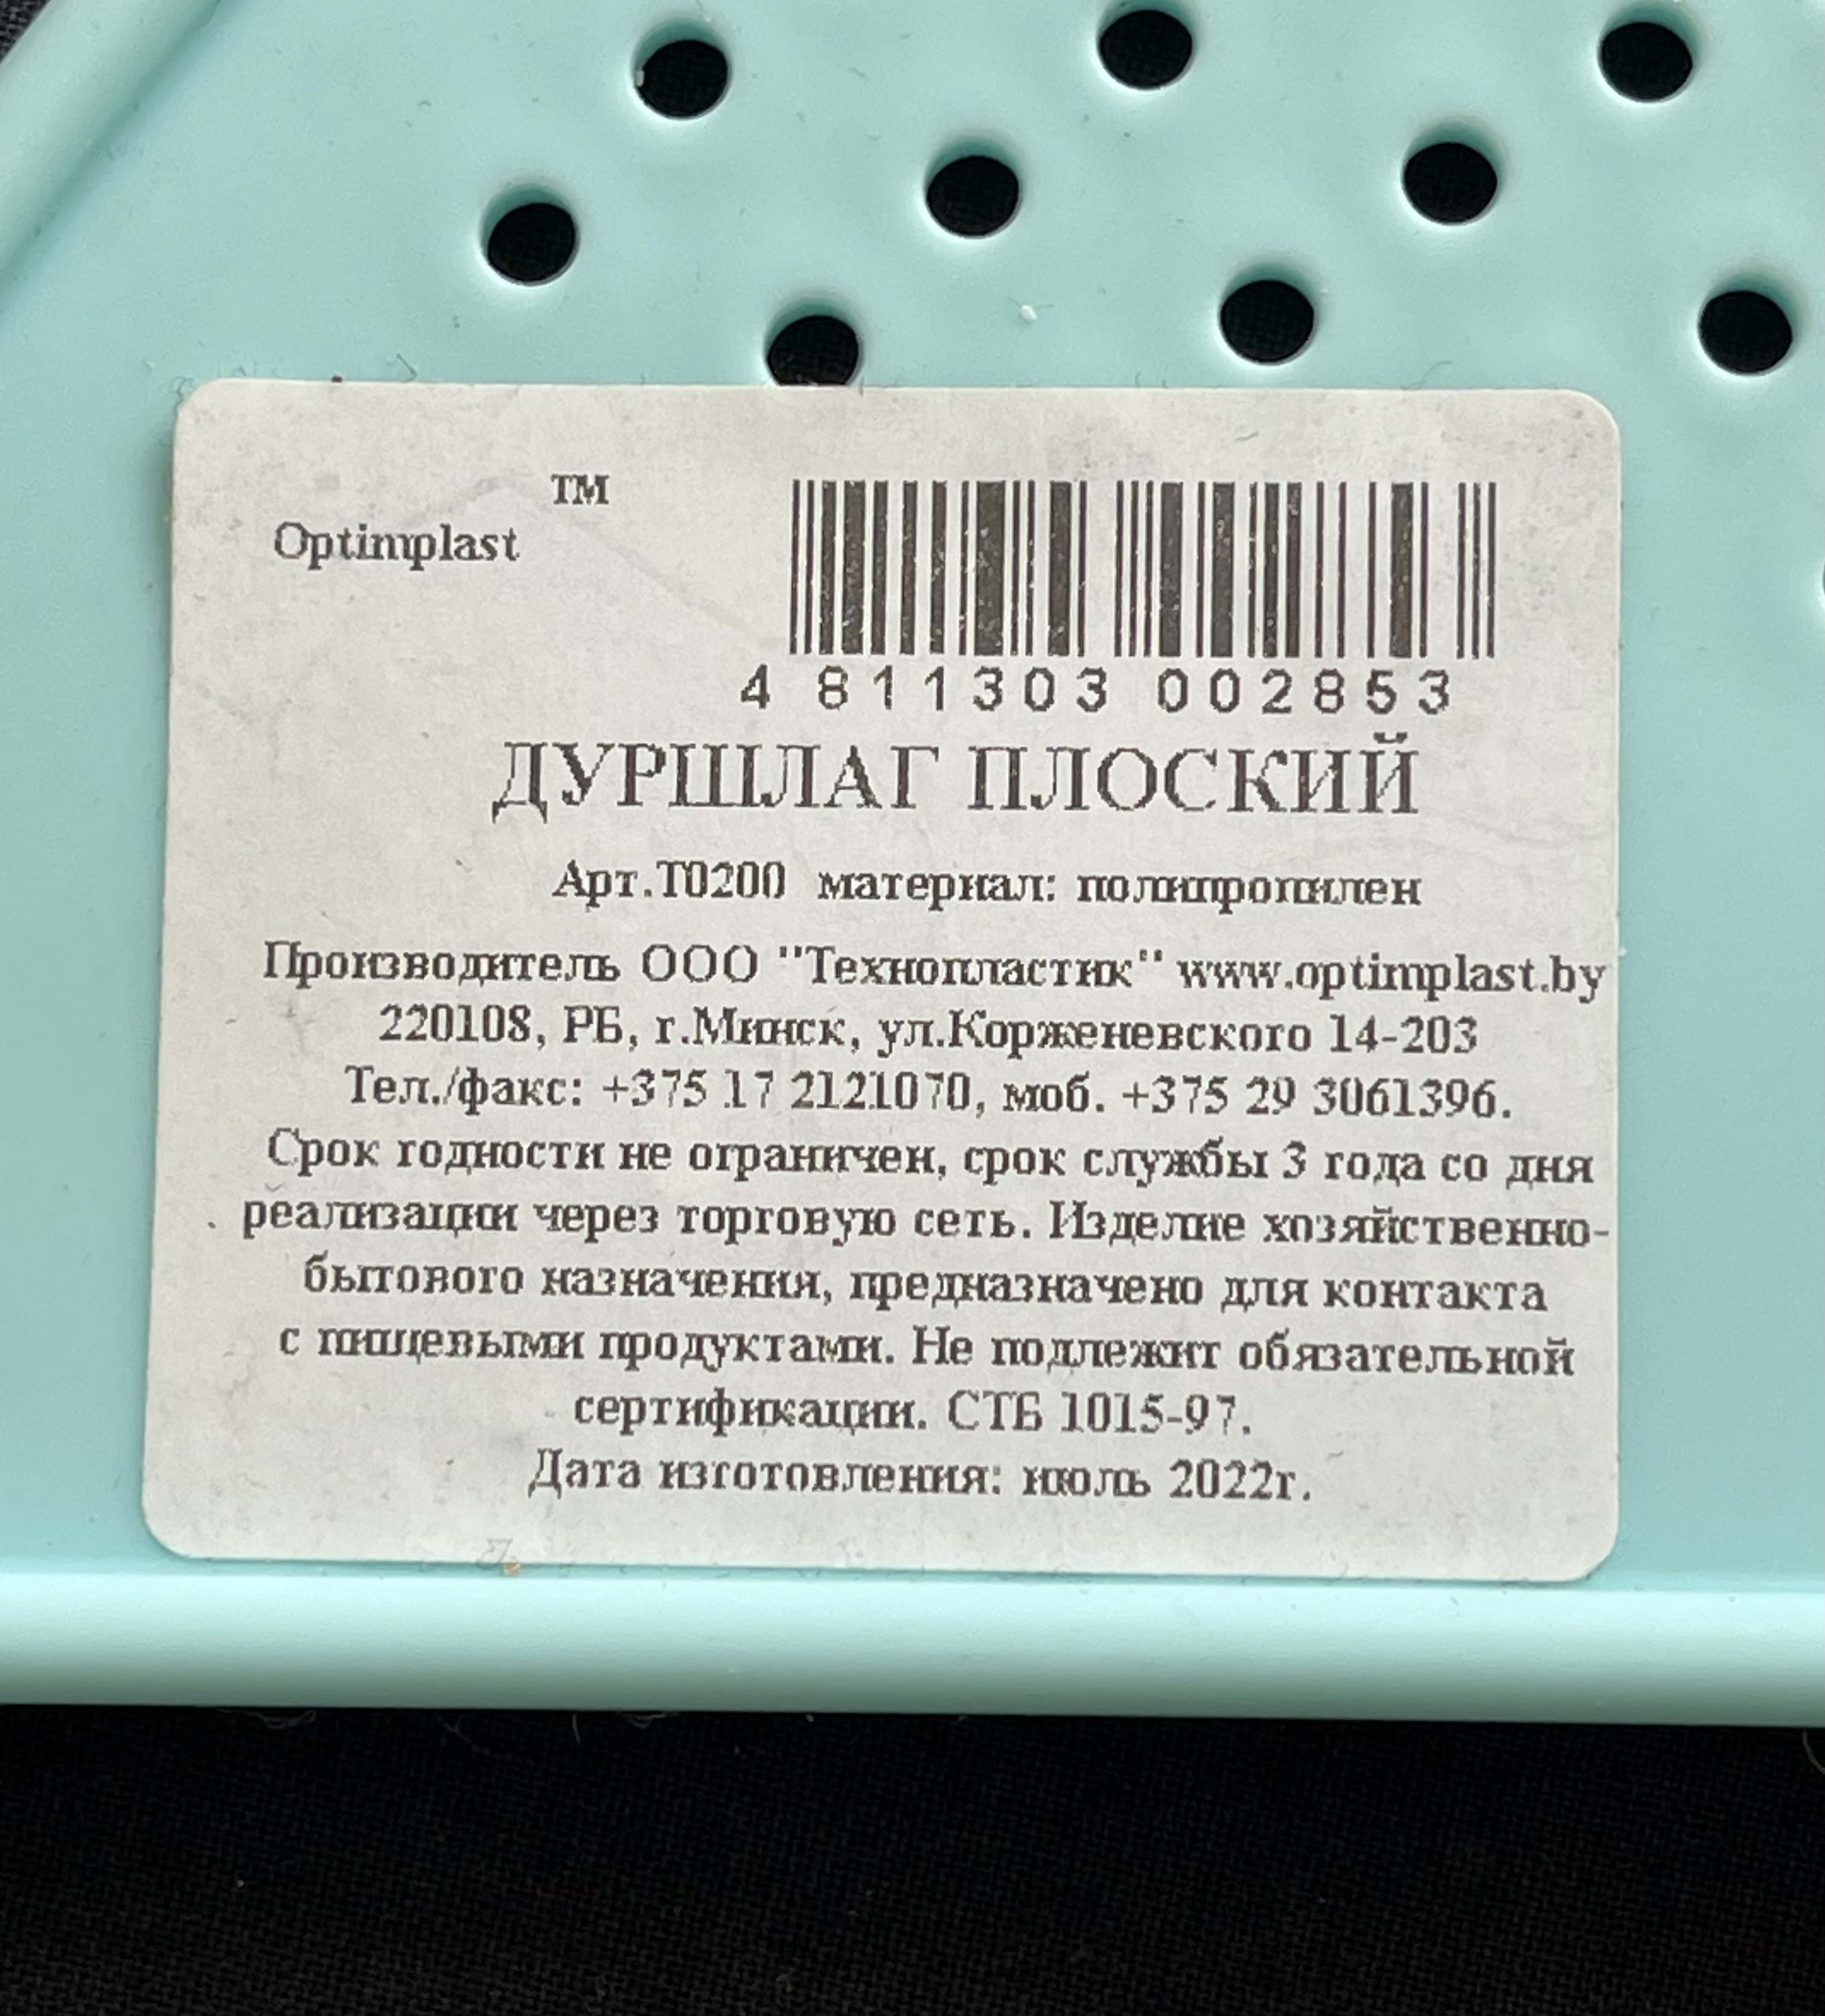 TM
Optimplast
4 811303 002853
ДУРШЛАГ ПЛОСКИЙ
Арт.Т0200 материал: полипропилен
Производитель ООО "Технопластик" www.optimplast.by
220108, РБ, г.Минск, ул.Корженевского 14-203
Тел./факс: +375 17 2121070, моб. +375 29 3061396.
Срок годности не ограничен, срок службы 3 года со дня
реализации через торговую сеть. Изделие хозяйственно-
бытового назначения, предназначено для контакта
с пищевыми продуктами. Не подлежит обязательной
сертификации. СТБ 1015-97.
Дата изготовления: июль 2022г.